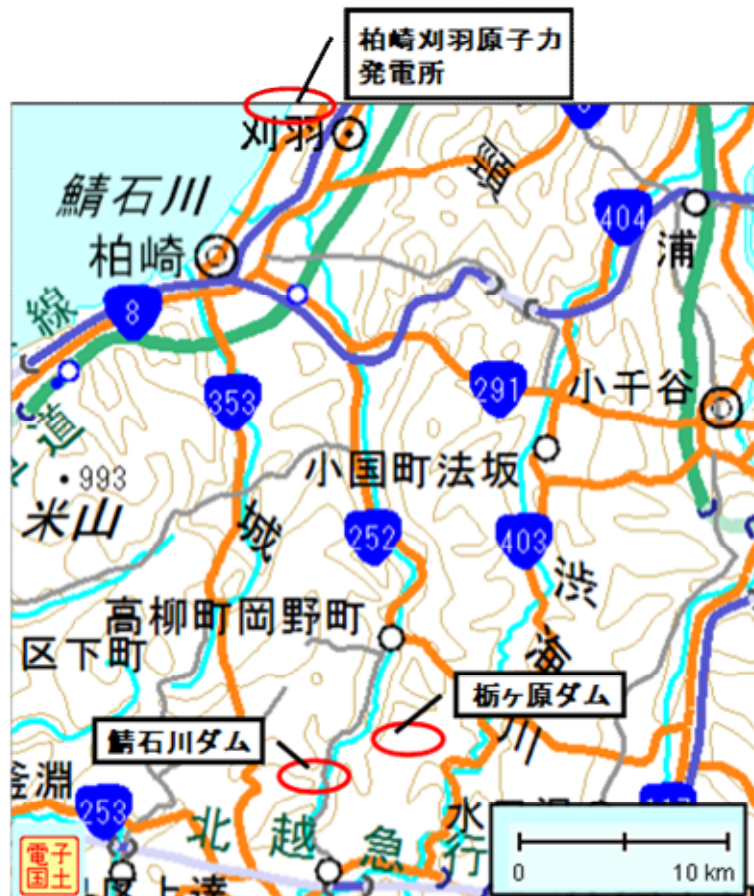 柏崎刈羽原子力
発電所
刈羽
頚
鯖石川
404
浦
柏崎
線
8
291
小千谷
353
道
小国町法坂
・993
米山
城
252
403
渋
高柳町岡野町
海
区下町
栃ヶ原ダム
川
鯖石川ダム
253
北越急行
水
電子
国土
0 10 km